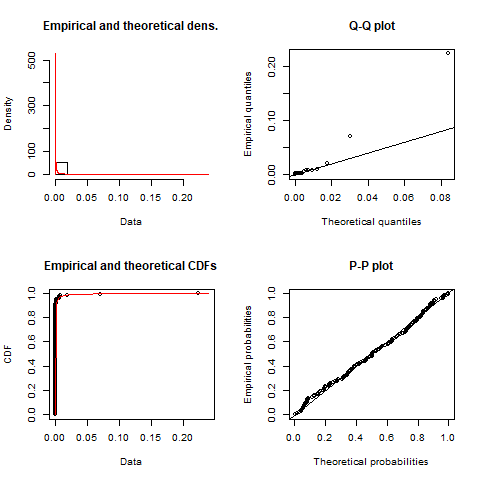 Empirical and theoretical dens.
Density
0 100 300 500
0.00 0.05 0.10 0.15 0.20
Data
Q-Q plot
Empirical quantiles
0.00 0.10 0.20
0.00 0.02 0.04 0.06 0.08
Theoretical quantiles
Empirical and theoretical CDFs
CDF
0.0 0.2 0.4 0.6 0.8 1.0
0.00 0.05 0.10 0.15 0.20
Data
P-P plot
Empirical probabilities
0.0 0.2 0.4 0.6 0.8 1.0
0.0 0.2 0.4 0.6 0.8 1.0
Theoretical probabilities